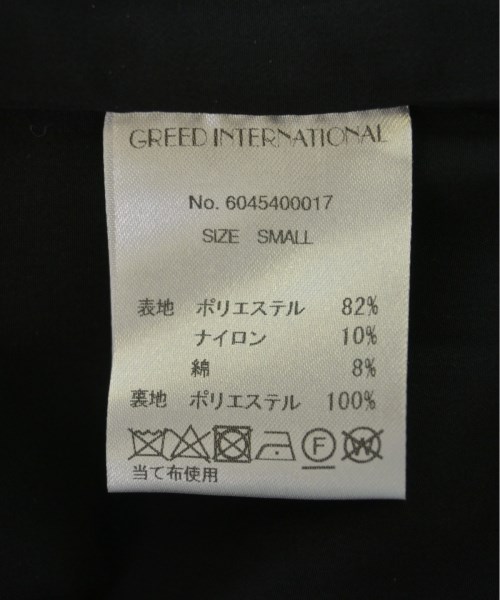 GREED INTERNATIONAL
No. 6045400017
SIZE SMALL
表地 ポリエステル 82%
ナイロン 10%
綿 8%
裏地 ポリエステル 100%
F W
当て布使用